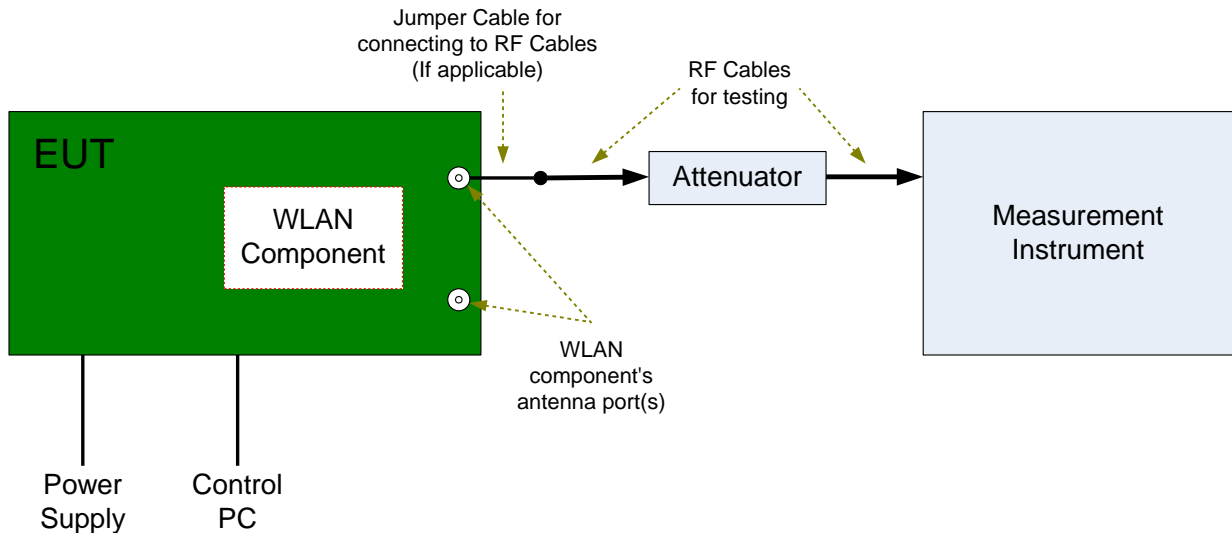 Jumper Cable for
connecting to RF Cables
(If applicable)
RF Cables
for testing
EUT
WLAN
Component
Attenuator
Measurement
Instrument
WLAN
component's
antenna port(s)
Power
Supply
Control
PC